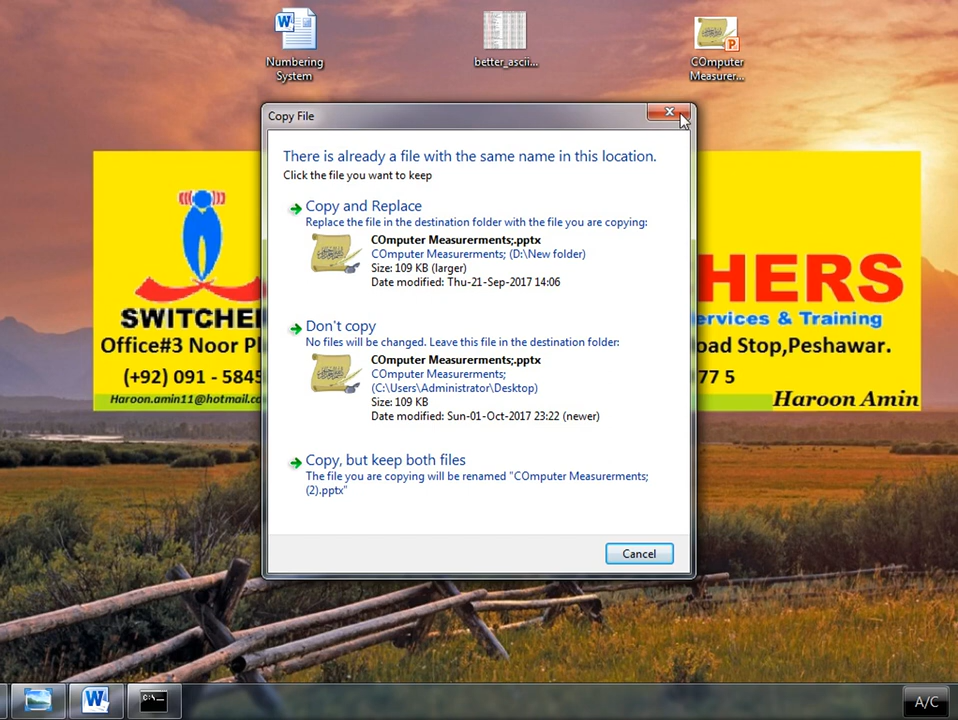 Numbering
System
better_ascii...
COmputer
Measurer...
Copy File
There is already a file with the same name in this location.
Click the file you want to keep
Copy and Replace
Replace the file in the destination folder with the file you are copying:
COmputer Measurerments;.pptx
COmputer Measurerments; (D:\New folder)
Size: 109 KB (larger)
Date modified: Thu-21-Sep-2017 14:06
Don't copy
No files will be changed. Leave this file in the destination folder:
COmputer Measurerments;.pptx
COmputer Measurerments;
(C:\Users\Administrator\Desktop)
Size: 109 KB
Date modified: Sun-01-Oct-2017 23:22 (newer)
Copy, but keep both files
The file you are copying will be renamed "COmputer Measurerments;
(2).pptx"
Cancel
SWITCHE
HERS
ervices & Training
Office#3 Noor Pl
oad Stop,Peshawar.
(+92) 091 - 5845
77 5
Haroon.amin11@hotmail.co
Haroon Amin
W
P
C:\
A/C